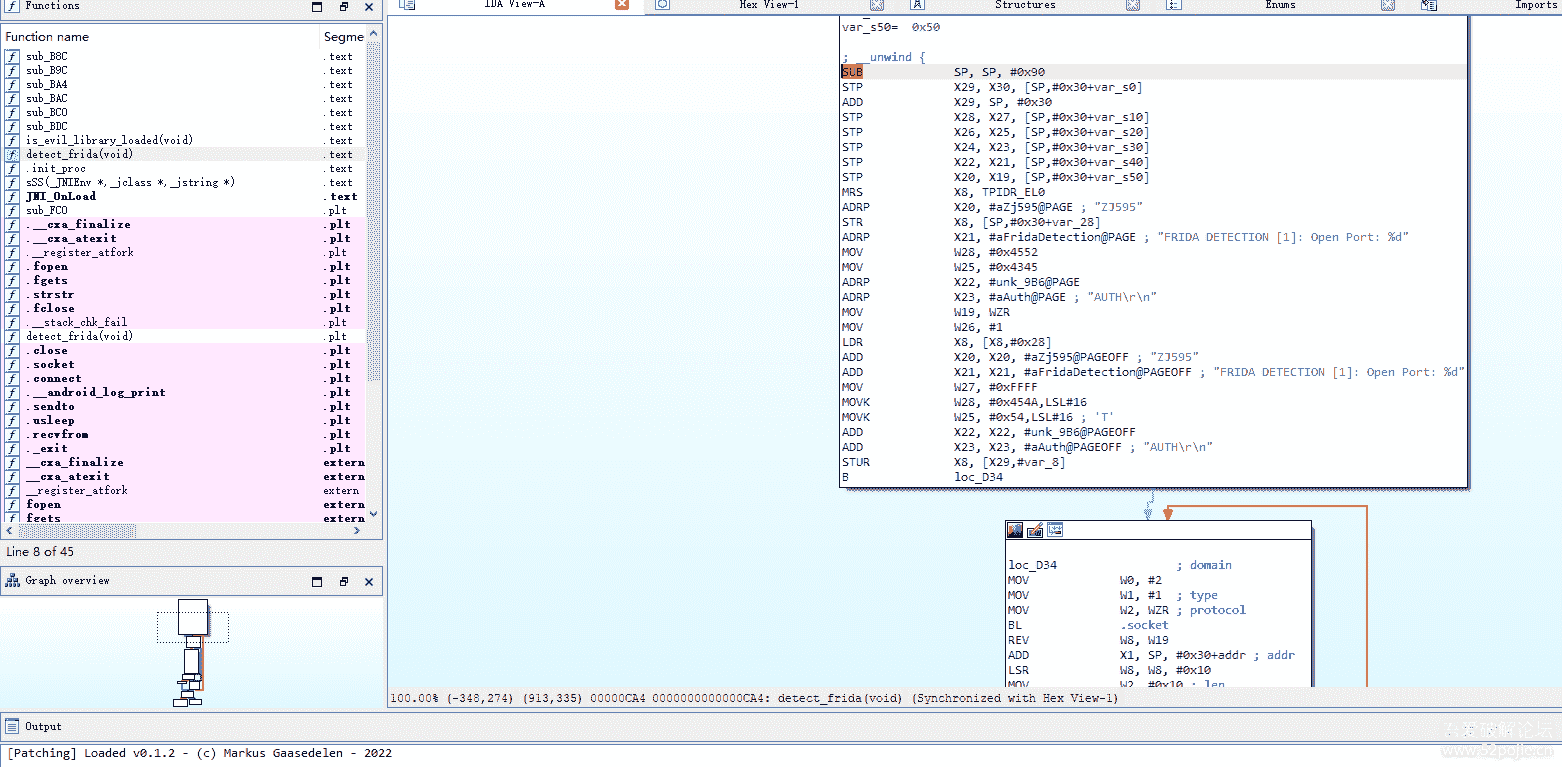 Functions
IDA View-A
Hex View-1
Structures
Enums
Imports
Function name Segme
f sub_B8C .text
f sub_B9C .text
f sub_BA4 .text
f sub_BAC .text
f sub_BC0 .text
f sub_BDC .text
f is_evil_library_loaded(void) .text
f detect_frida(void) .text
f .init_proc .text
f sSS(_JNIEnv *,_jclass *,_jstring *) .text
f JNI_OnLoad .text
f sub_FC0 .plt
f .__cxa_finalize .plt
f .__cxa_atexit .plt
f .__register_atfork .plt
f .fopen .plt
f .fgets .plt
f .strstr .plt
f .fclose .plt
f .__stack_chk_fail .plt
f detect_frida(void) .plt
f .close .plt
f .socket .plt
f .connect .plt
f .__android_log_print .plt
f .sendto .plt
f .usleep .plt
f .recvfrom .plt
f ._exit .plt
f __cxa_finalize extern
f __cxa_atexit extern
f __register_atfork extern
f fopen extern
f fgets extern
Line 8 of 45
Graph overview
var_s50= 0x50
; __unwind {
SUB SP, SP, #0x90
STP X29, X30, [SP,#0x30+var_s0]
ADD X29, SP, #0x30
STP X28, X27, [SP,#0x30+var_s10]
STP X26, X25, [SP,#0x30+var_s20]
STP X24, X23, [SP,#0x30+var_s30]
STP X22, X21, [SP,#0x30+var_s40]
STP X20, X19, [SP,#0x30+var_s50]
MRS X8, TPIDR_EL0
ADRP X20, #aZj595@PAGE ; "ZJ595"
STR X8, [SP,#0x30+var_28]
ADRP X21, #aFridaDetection@PAGE ; "FRIDA DETECTION [1]: Open Port: %d"
MOV W28, #0x4552
MOV W25, #0x4345
ADRP X22, #unk_9B6@PAGE
ADRP X23, #aAuth@PAGE ; "AUTH\r\n"
MOV W19, WZR
MOV W26, #1
LDR X8, [X8,#0x28]
ADD X20, X20, #aZj595@PAGEOFF ; "ZJ595"
ADD X21, X21, #aFridaDetection@PAGEOFF ; "FRIDA DETECTION [1]: Open Port: %d"
MOV W27, #0xFFFF
MOVK W28, #0x454A,LSL#16
MOVK W25, #0x54,LSL#16 ; 'T'
ADD X22, X22, #unk_9B6@PAGEOFF
ADD X23, X23, #aAuth@PAGEOFF ; "AUTH\r\n"
STUR X8, [X29,#var_8]
B loc_D34
loc_D34 ; domain
MOV W0, #2
MOV W1, #1 ; type
MOV W2, WZR ; protocol
BL .socket
REV W8, W19
ADD X1, SP, #0x30+addr ; addr
LSR W8, W8, #0x10
MOV W2, #0x10 ; len
100.00% (-348,274) (913,335) 00000CA4 0000000000000CA4: detect_frida(void) (Synchronized with Hex View-1)
Output
[Patching] Loaded v0.1.2 - (c) Markus Gaasedelen - 2022
吾爱破解论坛
www.52pojie.cn